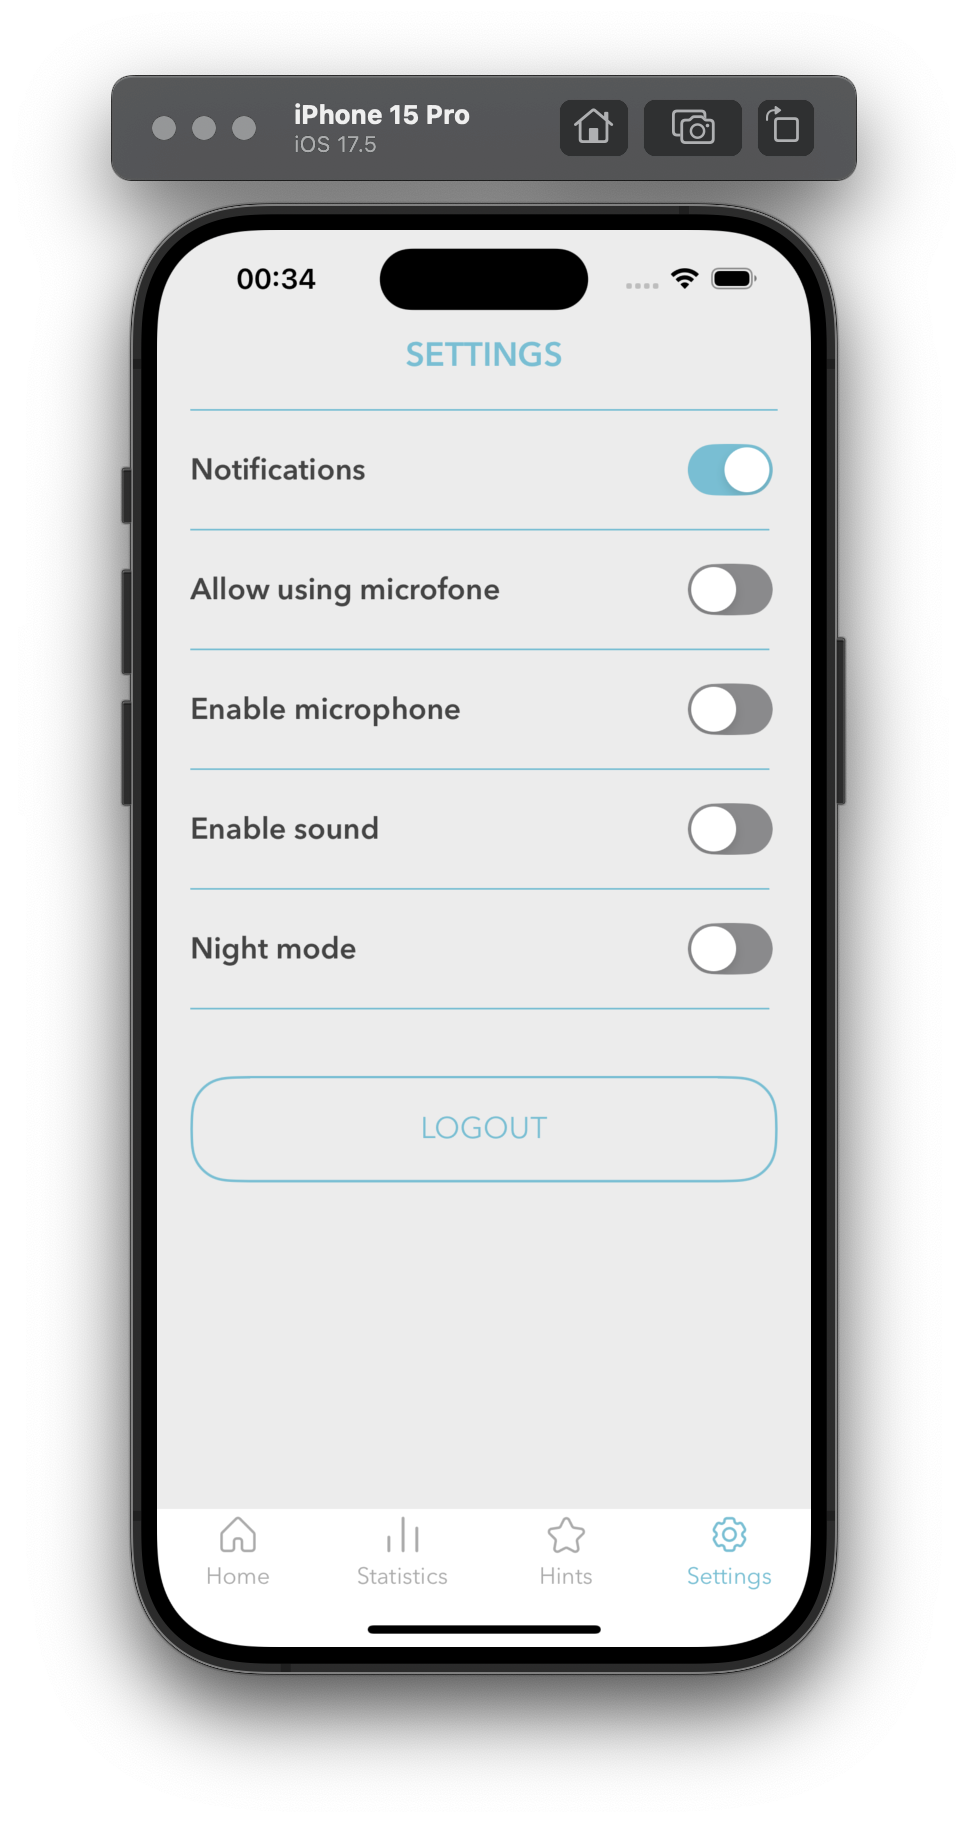 iPhone 15 Pro
iOS 17.5
00:34
SETTINGS
Notifications
Allow using microfone
Enable microphone
Enable sound
Night mode
LOGOUT
Home Statistics Hints Settings